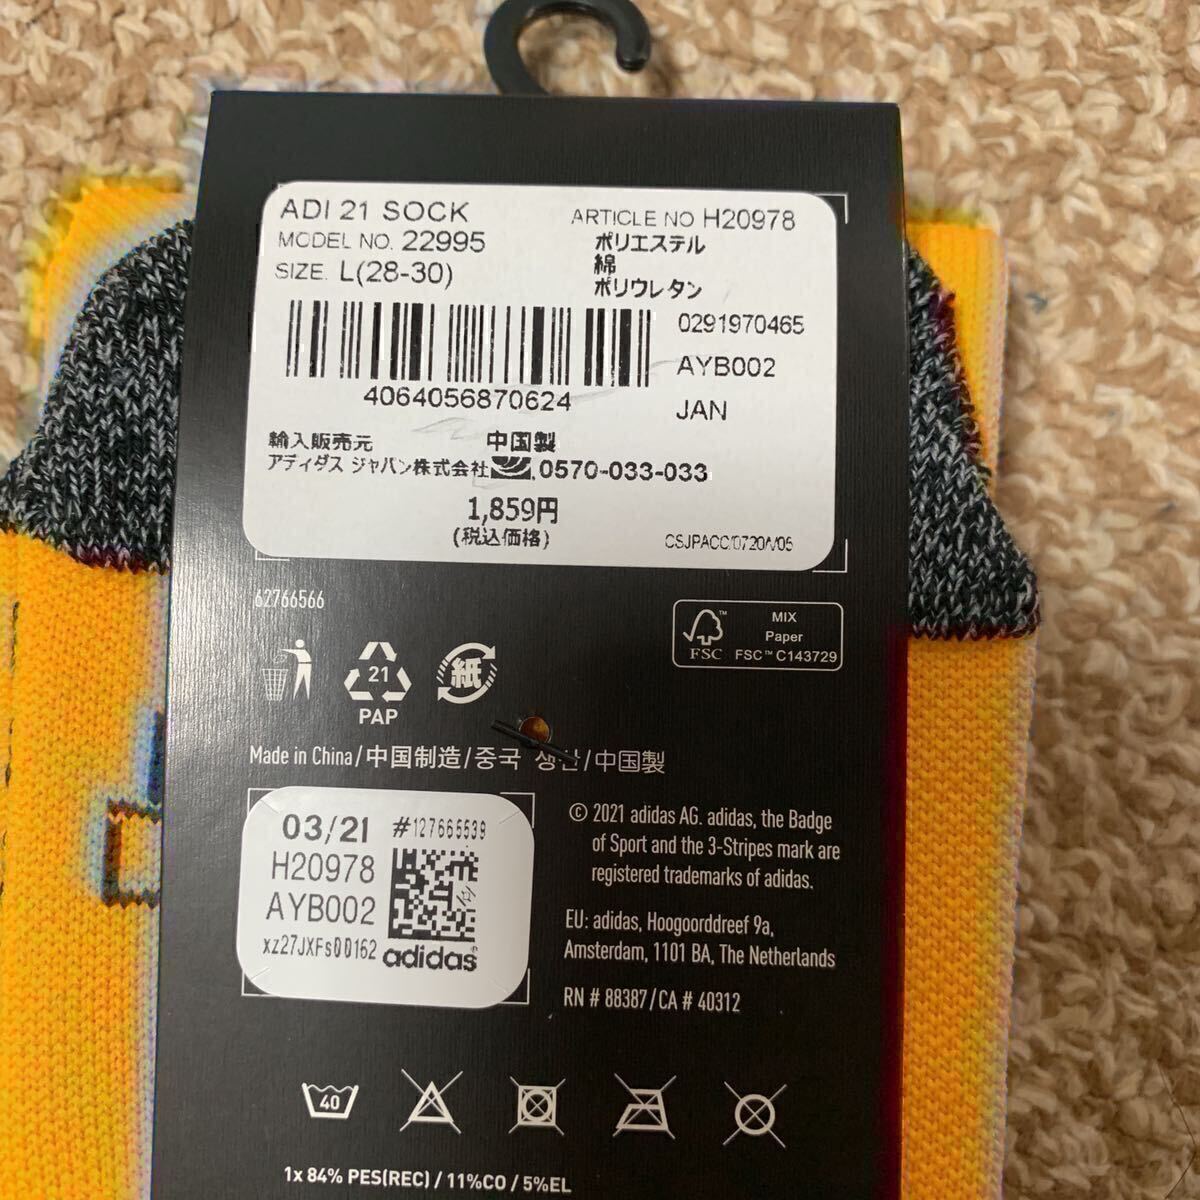 ADI 21 SOCK
MODEL NO. 22995
SIZE. L(28-30)
ARTICLE NO H20978
ポリエステル
綿
ポリウレタン
4064056870624
0291970465
AYB002
JAN
輸入販売元 中国製
アディダス ジャパン株式会社 0570-033-033
1,859円
(税込価格)
CSJPACC/0720/V05
62766566
21
PAP
紙
FSC™
MIX
Paper
FSC™ C143729
Made in China/中国制造/중국 생산/中国製
03/21 #127665539
H20978
AYB002
xz27JXFs00162
adidas
© 2021 adidas AG. adidas, the Badge
of Sport and the 3-Stripes mark are
registered trademarks of adidas.
EU: adidas, Hoogoorddreef 9a,
Amsterdam, 1101 BA, The Netherlands
RN # 88387/CA # 40312
40
1x 84% PES(REC) / 11%CO / 5%EL